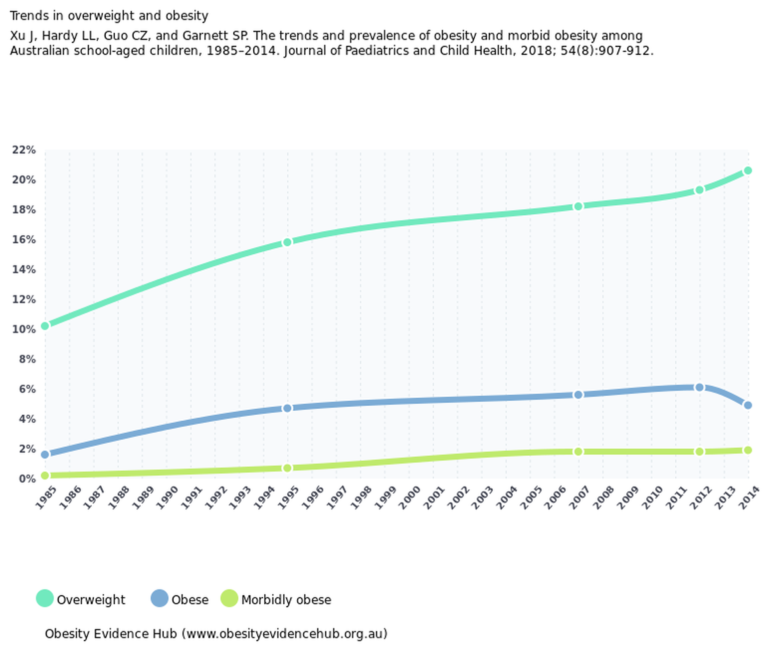 Trends in overweight and obesity
Xu J, Hardy LL, Guo CZ, and Garnett SP. The trends and prevalence of obesity and morbid obesity among
Australian school-aged children, 1985–2014. Journal of Paediatrics and Child Health, 2018; 54(8):907-912.
22%
20%
18%
16%
14%
12%
10%
8%
6%
4%
2%
0%
1985 1986 1987 1988 1989 1990 1991 1992 1993 1994 1995 1996 1997 1998 1999 2000 2001 2002 2003 2004 2005 2006 2007 2008 2009 2010 2011 2012 2013 2014
Overweight Obese Morbidly obese
Obesity Evidence Hub (www.obesityevidencehub.org.au)